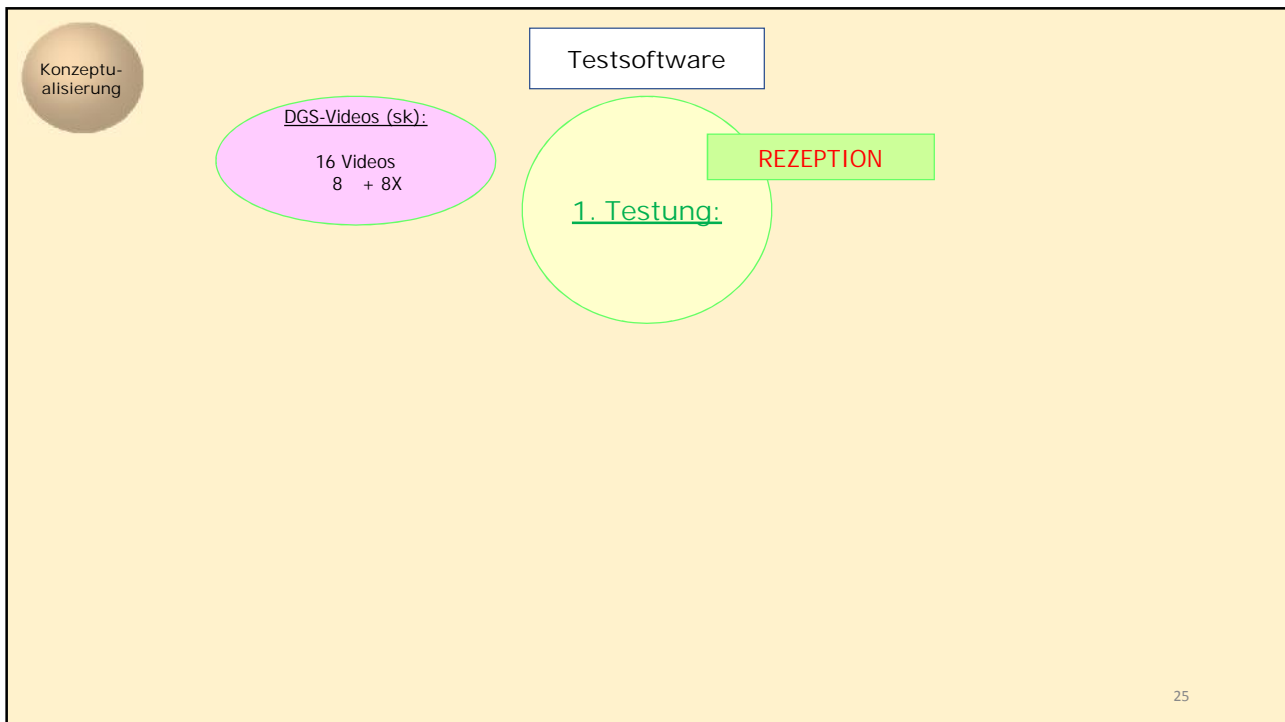 Konzeptu-
alisierung
Testsoftware
DGS-Videos (sk):
16 Videos
8 + 8X
REZEPTION
1. Testung:
25